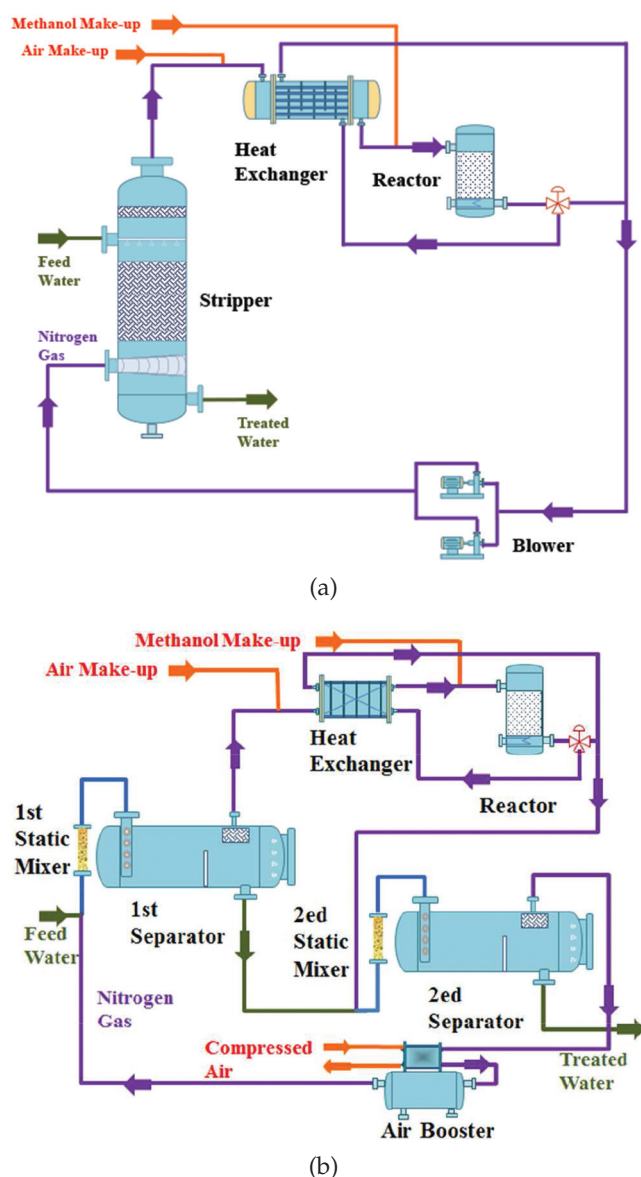 Methanol Make-up
Air Make-up
Heat
Exchanger
Reactor
Feed
Water
Stripper
Nitrogen
Gas
Treated
Water
Blower
(a)
Methanol Make-up
Air Make-up
Heat
Exchanger
Reactor
1st
Static
Mixer
1st
Separator
Feed
Water
2ed
Static
Mixer
2ed
Separator
Nitrogen
Gas
Compressed
Air
Treated
Water
Air Booster
(b)